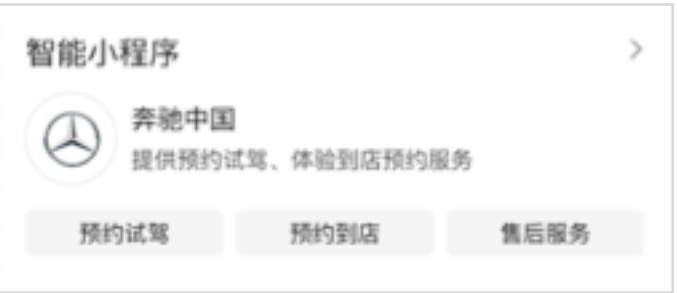 智能小程序
奔驰中国
提供预约试驾、体验到店预约服务
预约试驾 预约到店 售后服务